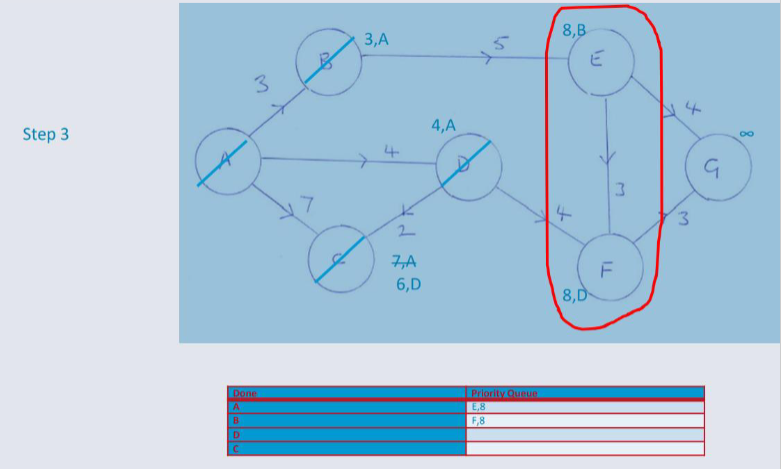 Step 3
8,B
3,A
5
B
E
3
4
4,A
∞
4
A
D
G
7
2
3
4
3
C
7,A
6,D
F
8,D
Done Priority Queue
A E,8
B F,8
D
C